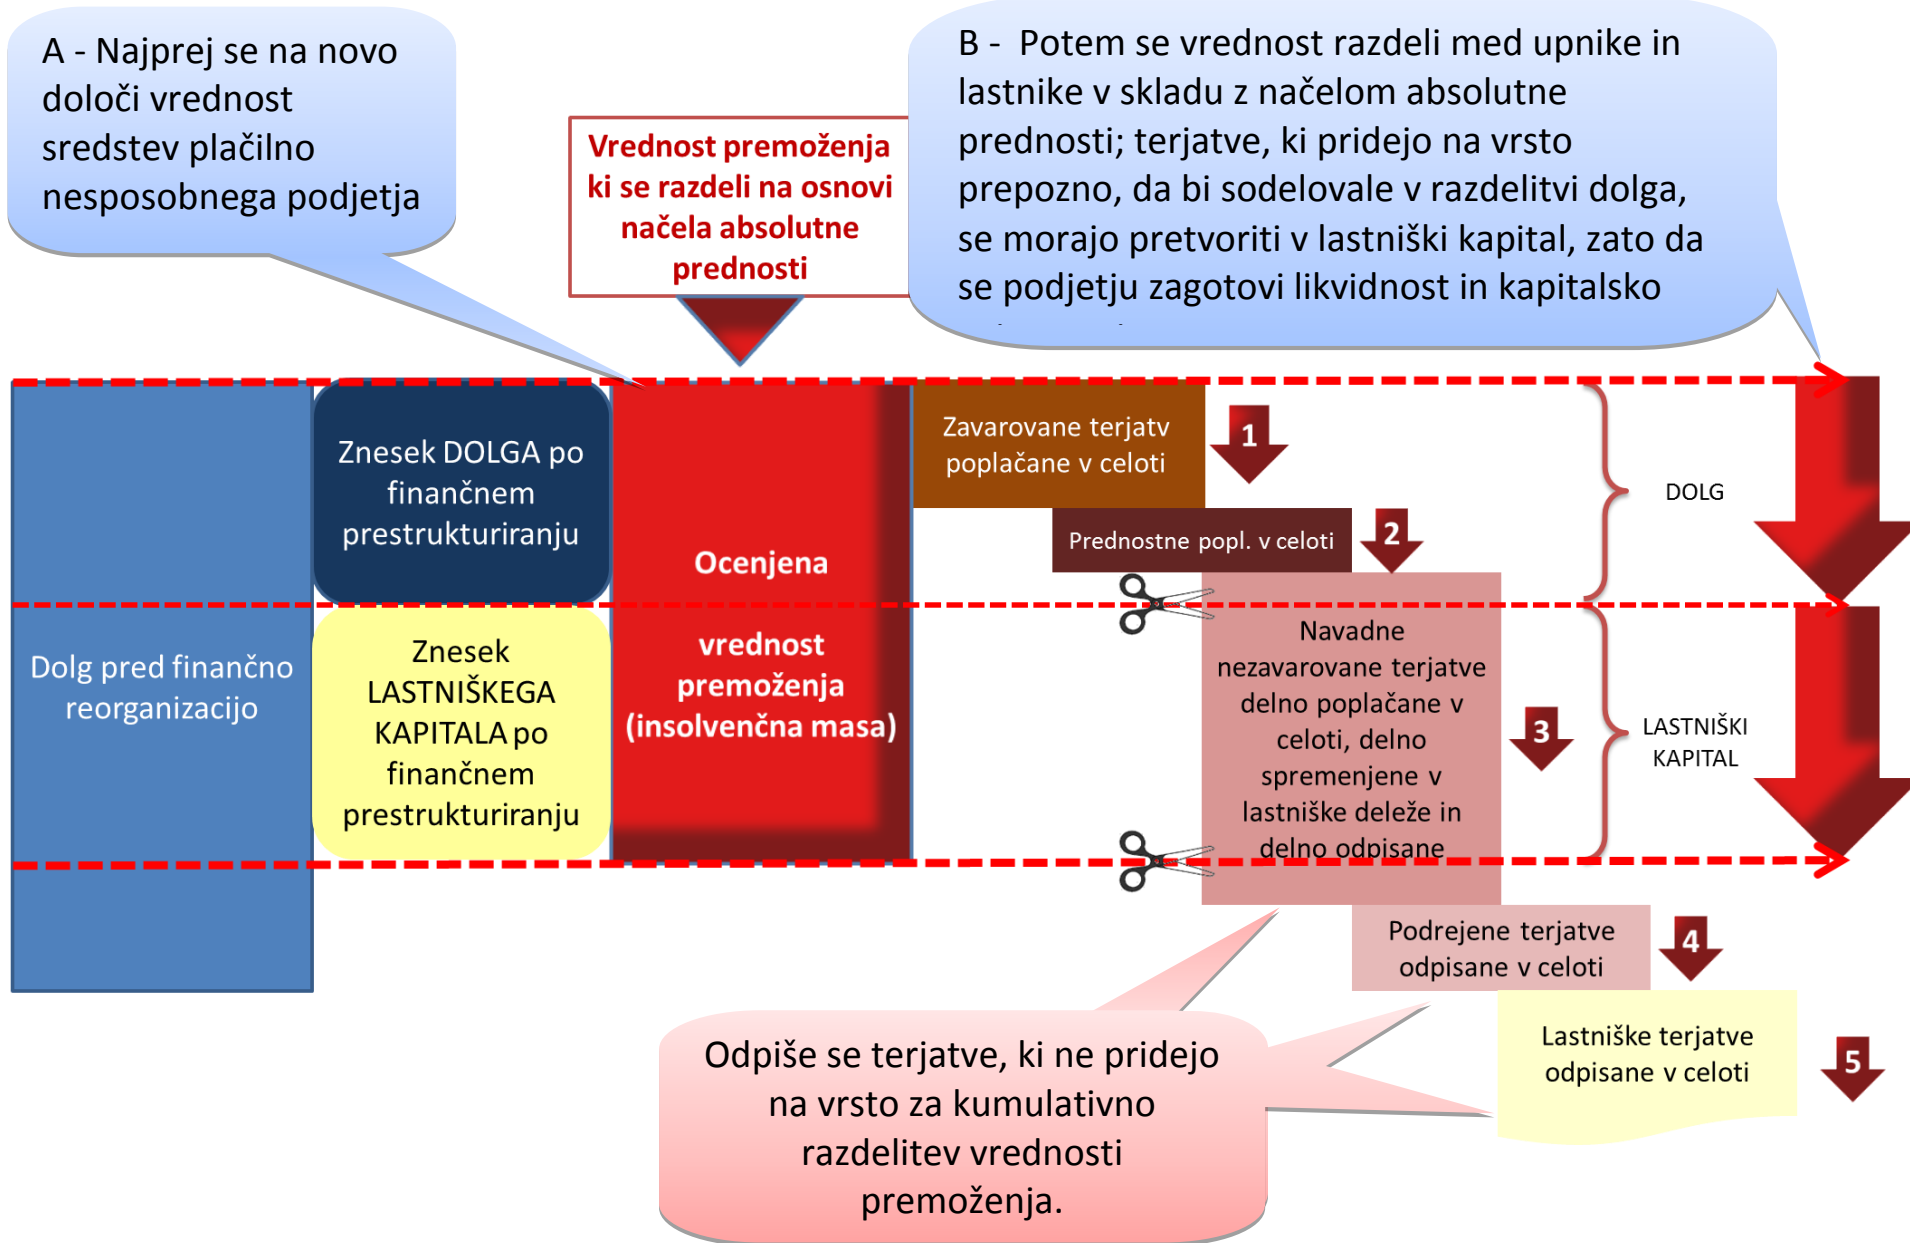 A - Najprej se na novo
določi vrednost
sredstev plačilno
nesposobnega podjetja
Vrednost premoženja
ki se razdeli na osnovi
načela absolutne
prednosti
B - Potem se vrednost razdeli med upnike in
lastnike v skladu z načelom absolutne
prednosti; terjatve, ki pridejo na vrsto
prepozno, da bi sodelovale v razdelitvi dolga,
se morajo pretvoriti v lastniški kapital, zato da
se podjetju zagotovi likvidnost in kapitalsko
Dolg pred finančno
reorganizacijo
Znesek DOLGA po
finančnem
prestrukturiranju
Znesek
LASTNIŠKEGA
KAPITALA po
finančnem
prestrukturiranju
Ocenjena
vrednost
premoženja
(insolvenčna masa)
Zavarovane terjatv
poplačane v celoti
1
Prednostne popl. v celoti
2
Navadne
nezavarovane terjatve
delno poplačane v
celoti, delno
spremenjene v
lastniške deleže in
delno odpisane
3
DOLG
LASTNIŠKI
KAPITAL
Podrejene terjatve
odpisane v celoti
4
Lastniške terjatve
odpisane v celoti
5
Odpiše se terjatve, ki ne pridejo
na vrsto za kumulativno
razdelitev vrednosti
premoženja.